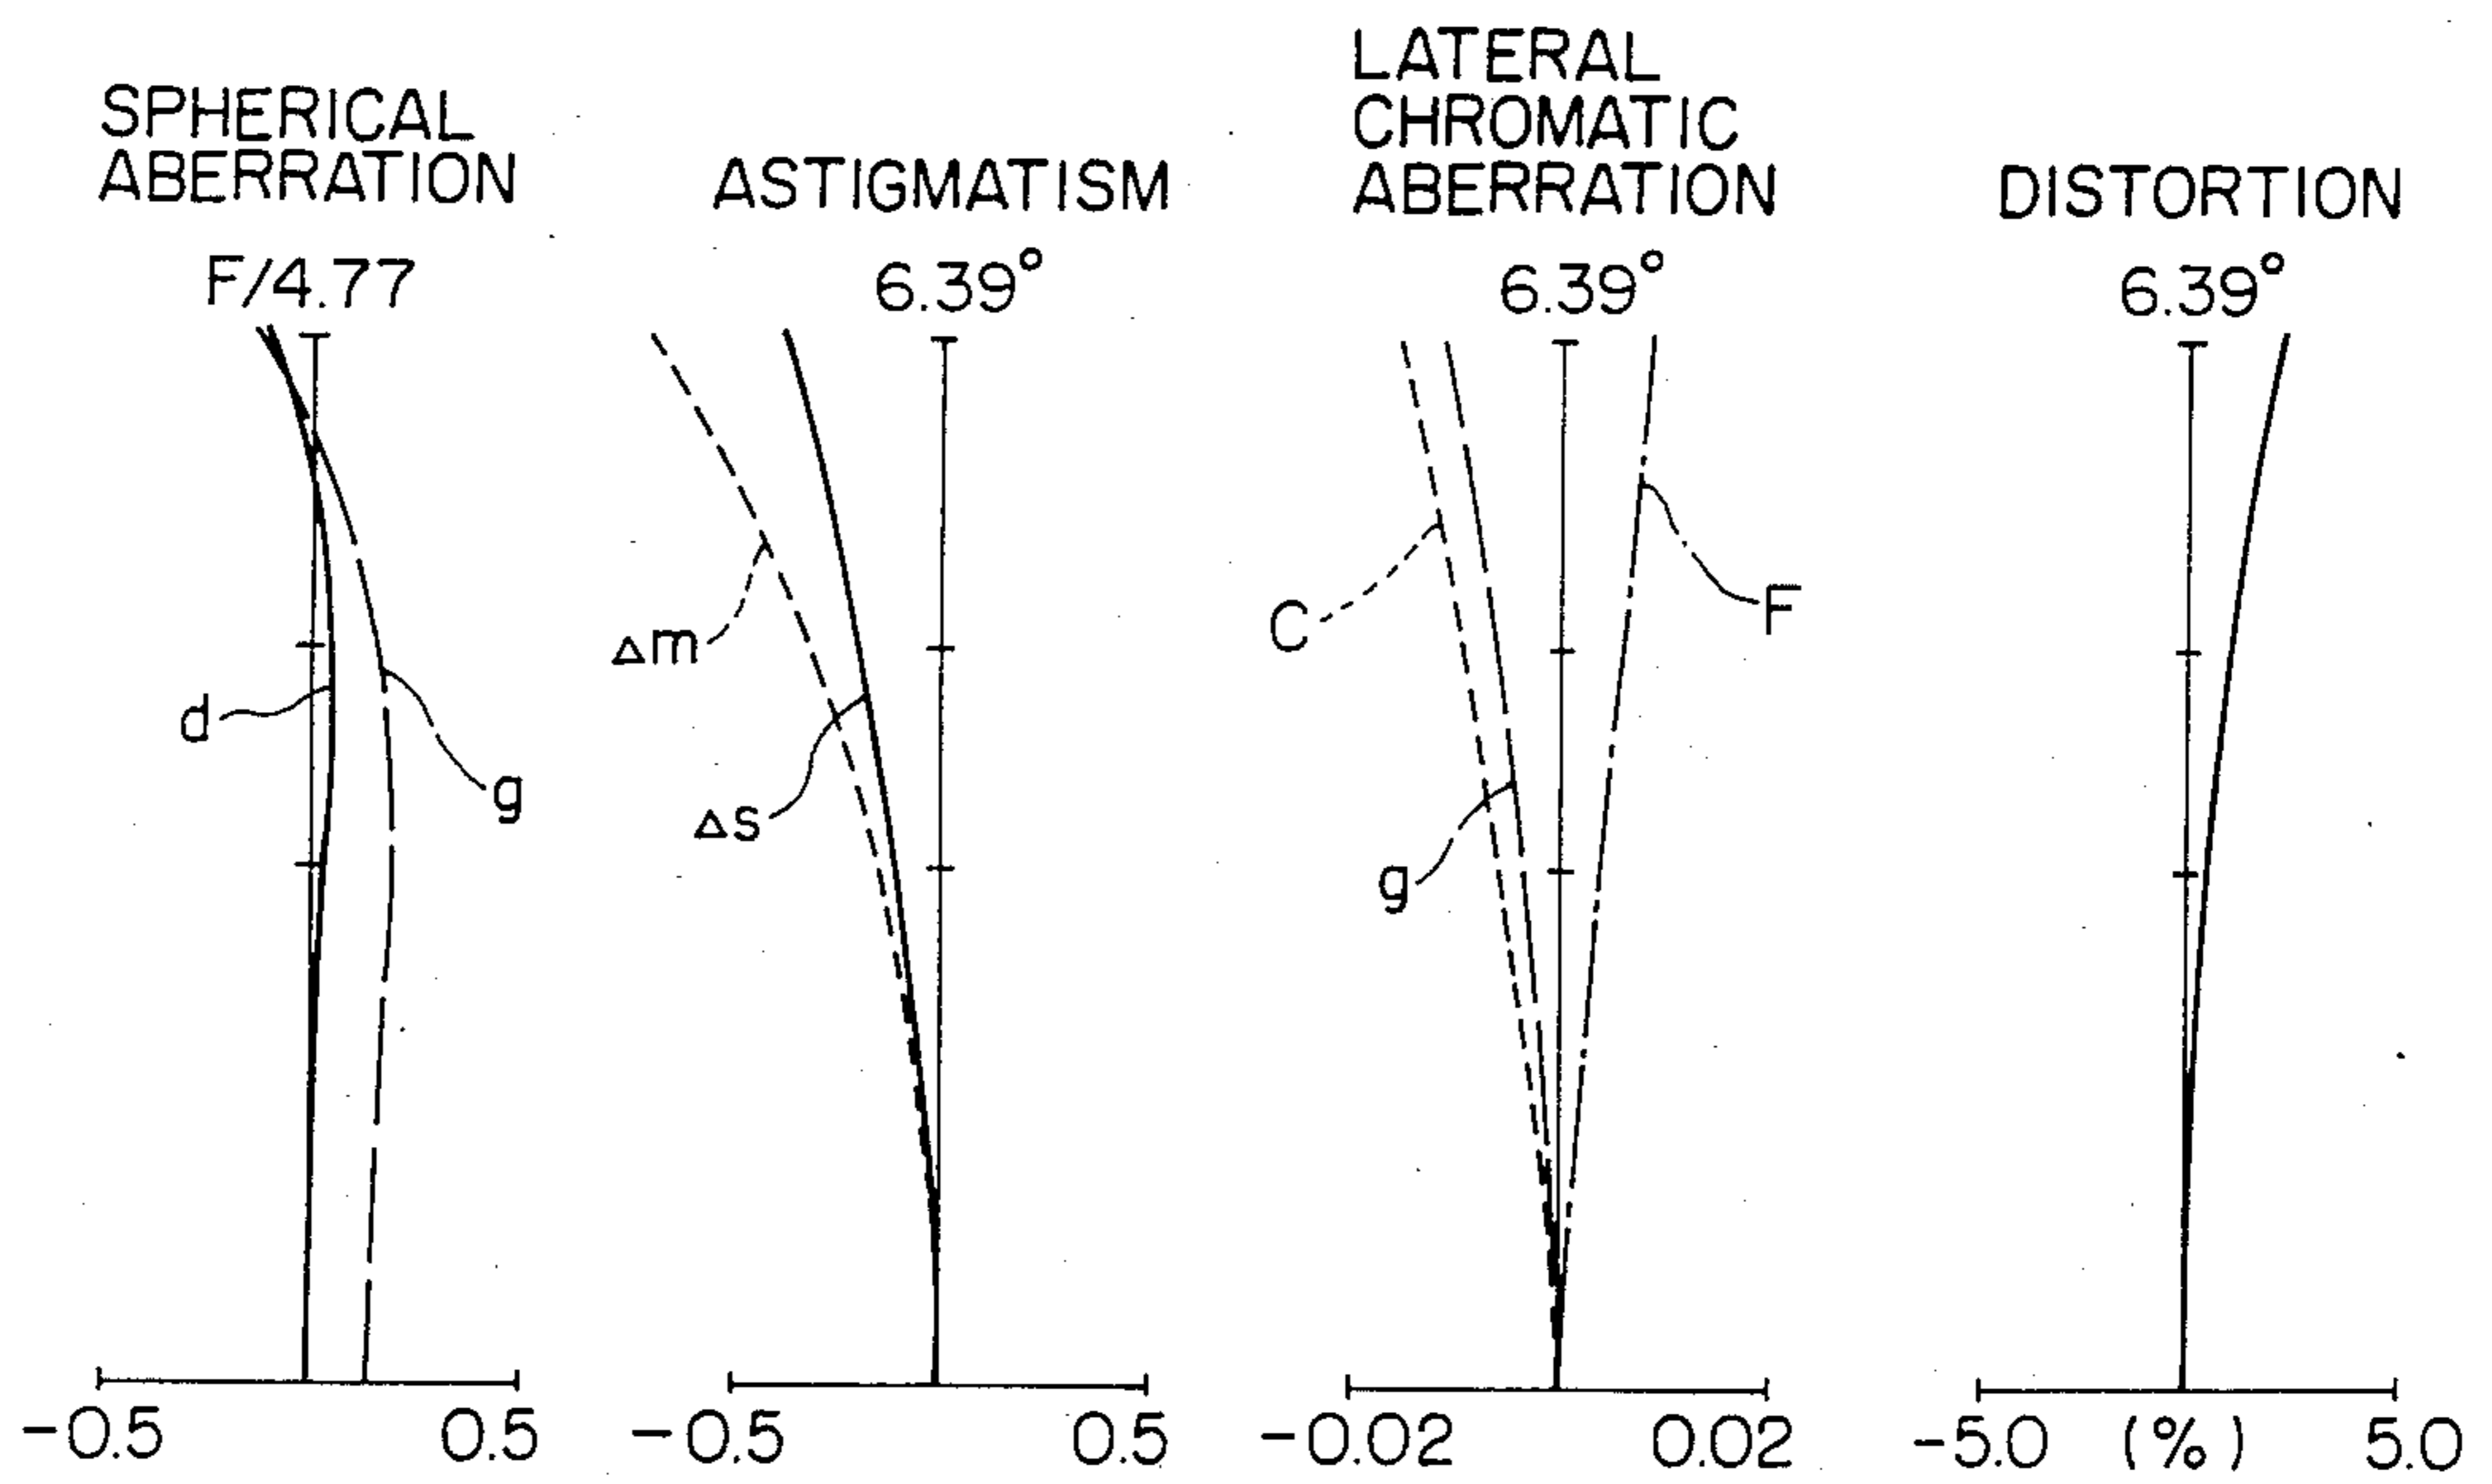 SPHERICAL
ABERRATION
F/4.77
d
g
-0.5
0.5
ASTIGMATISM
6.39°
Δm
Δs
-0.5
0.5
LATERAL
CHROMATIC
ABERRATION
6.39°
C
F
g
-0.02
0.02
DISTORTION
6.39°
-5.0
(%)
5.0